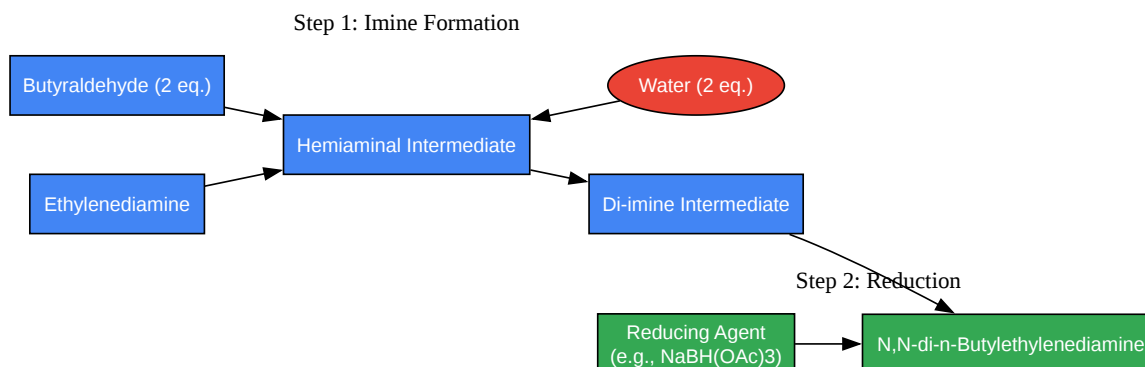 Step 1: Imine Formation
Butyraldehyde (2 eq.)
Water (2 eq.)
Hemiaminal Intermediate
Ethylenediamine
Di-imine Intermediate
Step 2: Reduction
Reducing Agent
(e.g., NaBH(OAc)3)
N,N-di-n-Butylethylenediamine